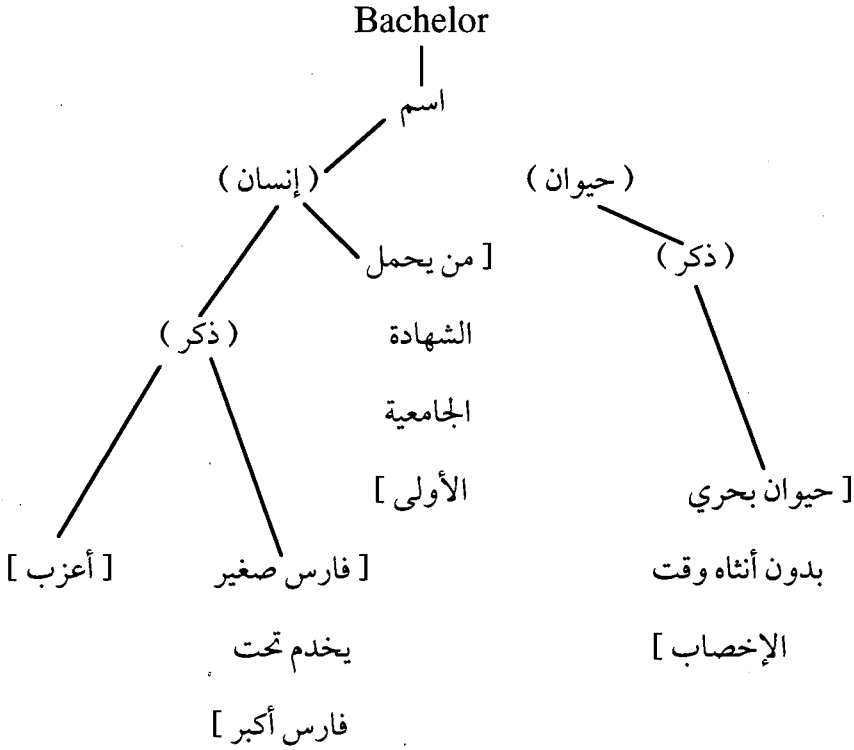 Bachelor
اسم
(إنسان)
(حيوان)
(ذكر)
[من يحمل
الشهادة
الجامعية
الأولى]
(ذكر)
[حيوان بحري
بدون أنثاه وقت
الإخصاب]
[فارس صغير
يخدم تحت
فارس أكبر]
[أعزب]